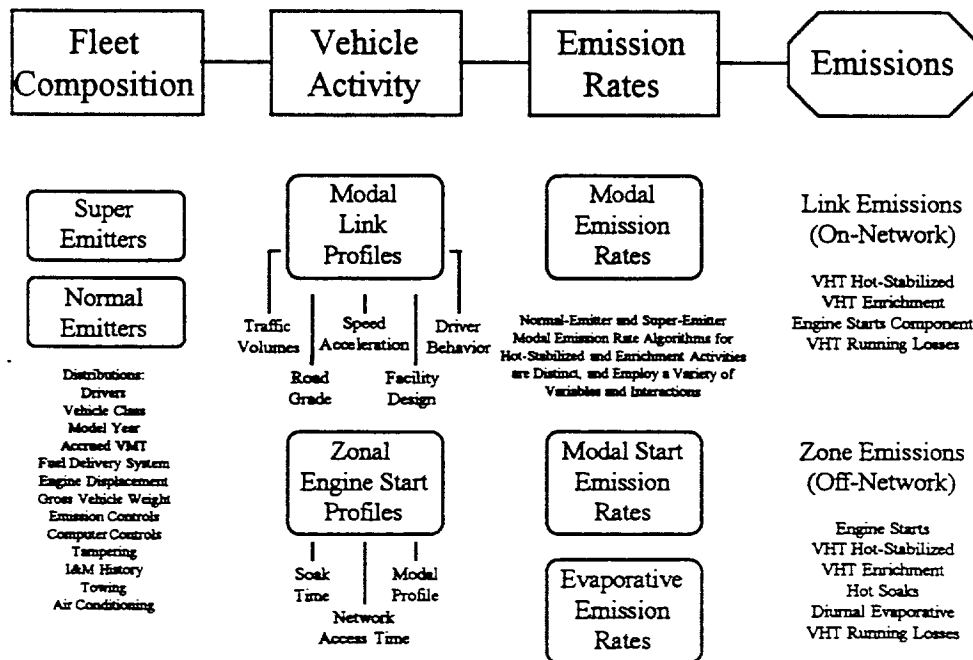 Fleet
Composition
Vehicle
Activity
Emission
Rates
Emissions
Super
Emitters
Normal
Emitters
Distributions:
Drivers
Vehicle Class
Model Year
Accrued VMT
Fuel Delivery System
Engine Displacement
Gross Vehicle Weight
Emission Controls
Computer Controls
Tampering
I&M History
Towing
Air Conditioning
Modal
Link
Profiles
Traffic
Volumes
Speed
Acceleration
Driver
Behavior
Road
Grade
Facility
Design
Zonal
Engine Start
Profiles
Soak
Time
Modal
Profile
Network
Access Time
Modal
Emission
Rates
Normal-Emitter and Super-Emitter
Modal Emission Rate Algorithms for
Hot-Stabilized and Enrichment Activities
are Distinct, and Employ a Variety of
Variables and Interactions
Modal Start
Emission
Rates
Evaporative
Emission
Rates
Link Emissions
(On-Network)
VHT Hot-Stabilized
VHT Enrichment
Engine Starts Component
VHT Running Losses
Zone Emissions
(Off-Network)
Engine Starts
VHT Hot-Stabilized
VHT Enrichment
Hot Soaks
Diurnal Evaporative
VHT Running Losses